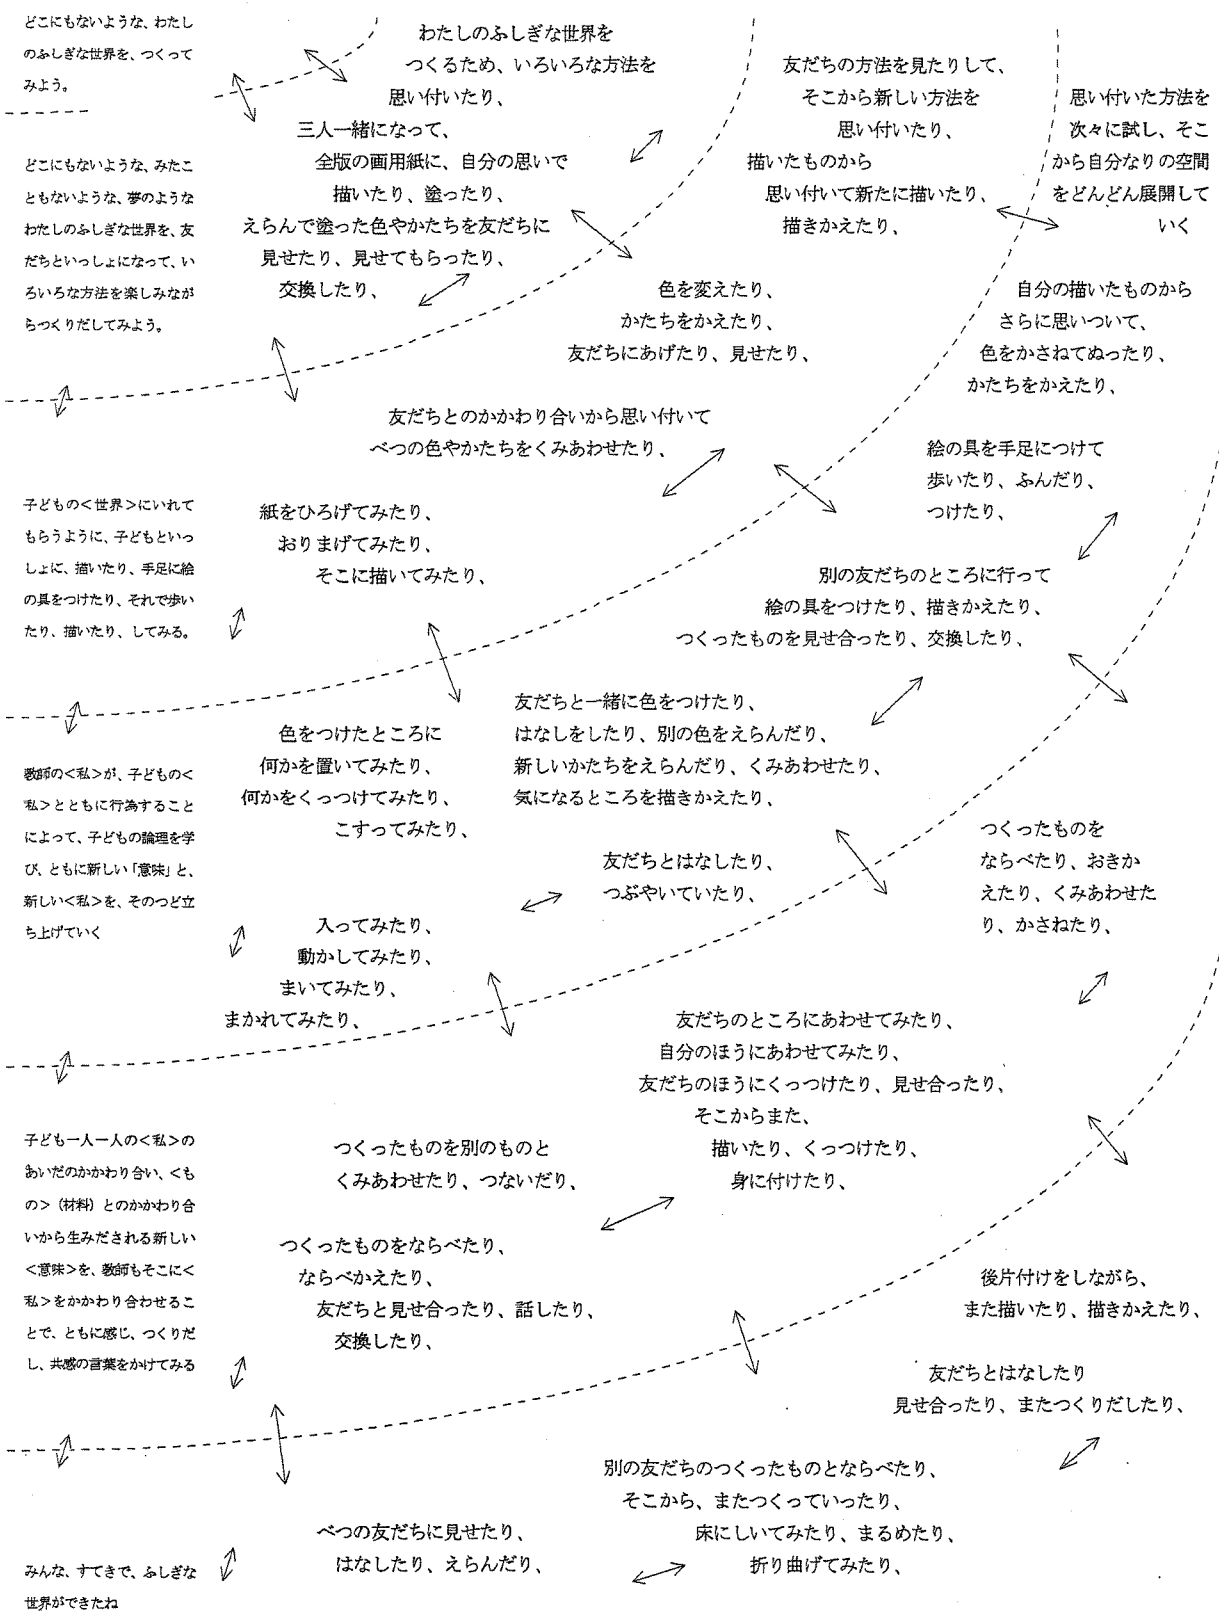 どこにもないような、わたし
のふしぎな世界を、つくって
みよう。
わたしのふしぎな世界を
つくるため、いろいろな方法を
思い付いたり、
友だちの方法を見たりして、
そこから新しい方法を
思い付いたり、
思い付いた方法を
次々に試し、そこ
から自分なりの空間
をどんどん展開して
いく
三人一緒になって、
全版の画用紙に、自分の思いで
描いたり、塗ったり、
えらんで塗った色やかたちを友だちに
見せたり、見せてもらったり、
交換したり、
描いたものから
思い付いて新たに描いたり、
描きかえたり、
どこにもないような、みたこ
ともないような、夢のような
わたしのふしぎな世界を、友
だちといっしょになって、い
ろいろな方法を楽しみなが
らつくりだしてみよう。
色を変えたり、
かたちをかえたり、
友だちにあげたり、見せたり、
自分の描いたものから
さらに思いついて、
色をかさねてぬったり、
かたちをかえたり、
友だちとのかかわり合いから思い付いて
べつの色やかたちをくみあわせたり、
絵の具を手足につけて
歩いたり、ふんだり、
つけたり、
子どもの＜世界＞にいれて
もらうように、子どもといっ
しょに、描いたり、手足に絵
の具をつけたり、それで歩い
たり、描いたり、してみる。
紙をひろげてみたり、
おりまげてみたり、
そこに描いてみたり、
別の友だちのところに行って
絵の具をつけたり、描きかえたり、
つくったものを見せ合ったり、交換したり、
教師の＜私＞が、子どもの＜
私＞とともに行為すること
によって、子どもの論理を学
び、ともに新しい「意味」と、
新しい＜私＞を、そのつど立
ち上げていく
色をつけたところに
何かを置いてみたり、
何かをくっつけてみたり、
こすってみたり、
友だちと一緒に色をつけたり、
はなしをしたり、別の色をえらんだり、
新しいかたちをえらんだり、くみあわせたり、
気になるところを描きかえたり、
友だちとはなしたり、
つぶやいていたり、
つくったものを
ならべたり、おきか
えたり、くみあわせた
り、かさねたり、
入ってみたり、
動かしてみたり、
まいてみたり、
まかれてみたり、
友だちのところにあわせてみたり、
自分のほうにあわせてみたり、
友だちのほうにくっつけたり、見せ合ったり、
そこからまた、
描いたり、くっつけたり、
身に付けたり、
子ども一人一人の＜私＞の
あいだのかかわり合い、＜も
の＞（材料）とのかかわり合
いから生みだされる新しい
＜意味＞を、教師もそこに＜
私＞をかかわり合わせるこ
とで、ともに感じ、つくりだ
し、共感の言葉をかけてみる
つくったものを別のものと
くみあわせたり、つないだり、
つくったものをならべたり、
ならべかえたり、
友だちと見せ合ったり、話したり、
交換したり、
後片付けをしながら、
また描いたり、描きかえたり、
友だちとはなしたり
見せ合ったり、またつくりだしたり、
別の友だちのつくったものとならべたり、
そこから、またつくっていったり、
床にしいてみたり、まるめたり、
折り曲げてみたり、
べつの友だちに見せたり、
はなしたり、えらんだり、
みんな、すてきで、ふしぎな
世界ができたね